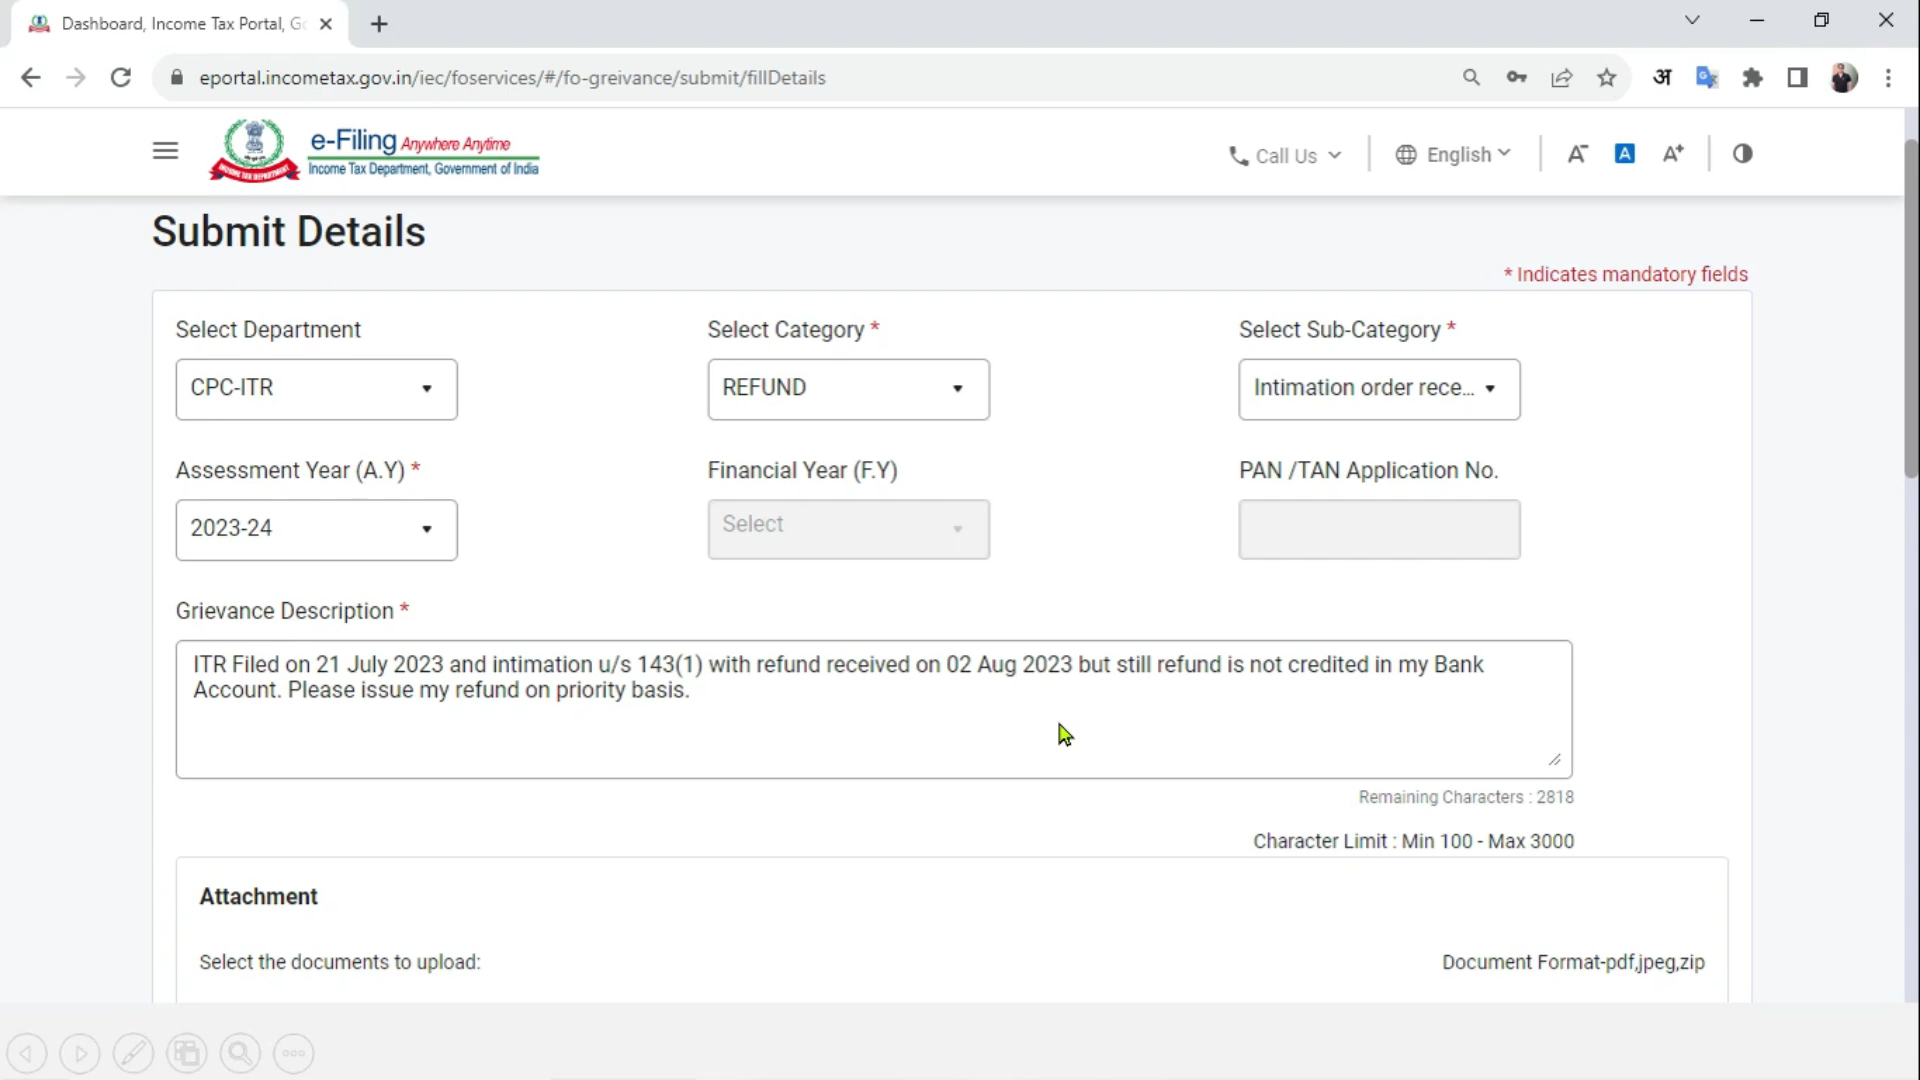 Dashboard, Income Tax Portal, Go
eportal.incometax.gov.in/iec/foservices/#/fo-greivance/submit/fillDetails
अ
e-Filing Anywhere Anytime
Income Tax Department, Government of India
INCOME TAX DEPARTMENT
Call Us
English
A-
A
A+
Submit Details
* Indicates mandatory fields
Select Department
Select Category *
Select Sub-Category *
CPC-ITR
REFUND
Intimation order rece...
Assessment Year (A.Y) *
Financial Year (F.Y)
PAN /TAN Application No.
2023-24
Select
Grievance Description *
ITR Filed on 21 July 2023 and intimation u/s 143(1) with refund received on 02 Aug 2023 but still refund is not credited in my Bank
Account. Please issue my refund on priority basis.
Remaining Characters : 2818
Character Limit : Min 100 - Max 3000
Attachment
Select the documents to upload:
Document Format-pdf,jpeg,zip